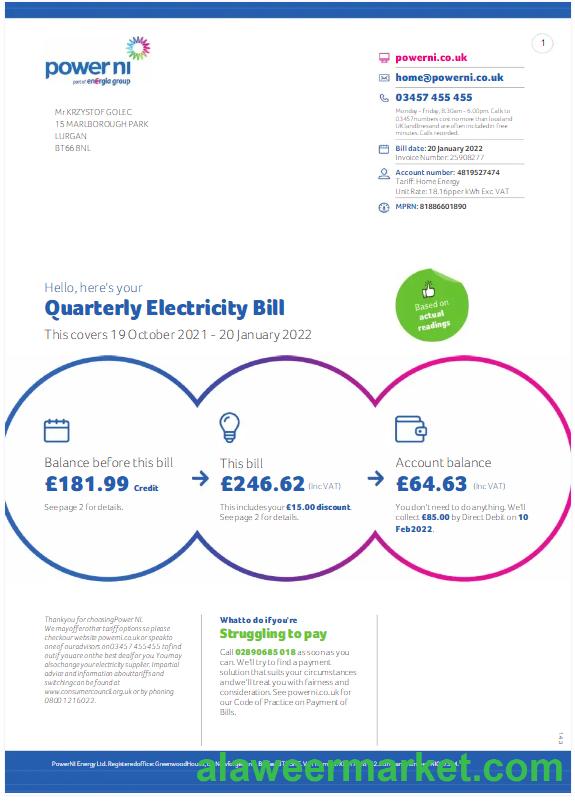 1
power ni
part of energia group
powerni.co.uk
home@powerni.co.uk
03457 455 455
Monday - Friday, 8.30am - 6.00pm. Calls to
03457 numbers cost no more than local and
UK landlines and are often included in free
minutes. Calls recorded.
Mr KRZYSTOF GOLEC
15 MARLBOROUGH PARK
LURGAN
BT66 8NL
Bill date: 20 January 2022
Invoice Number: 25908277
Account number: 4819527474
Tariff: Home Energy
Unit Rate: 18.16p per kWh Exc VAT
MPRN: 81886601890
Hello, here's your
Quarterly Electricity Bill
This covers 19 October 2021 - 20 January 2022
Based on
actual
readings
Balance before this bill
£181.99 Credit
See page 2 for details.
This bill
£246.62 (Inc VAT)
This includes your £15.00 discount.
See page 2 for details.
Account balance
£64.63 (Inc VAT)
You don't need to do anything. We'll
collect £85.00 by Direct Debit on 10
Feb2022.
Thank you for choosing Power NI.
We may offer other tariff options so please
check our website powerni.co.uk or speak to
one of our advisors on 03457 455 455 to find
out if you are on the best deal for you. You may
also change your electricity supplier. Impartial
advice and information about tariffs and
switching can be found at
www.consumercouncil.org.uk or by phoning
0800 1216022.
What to do if you're
Struggling to pay
Call 02890685 018 as soon as you
can. We'll try to find a payment
solution that suits your circumstances
and we'll treat you with fairness and
consideration. See powerni.co.uk for
our Code of Practice on Payment of
Bills.
PowerNI Energy Ltd. Registered office: Greenwood House,
alaweermarket.com